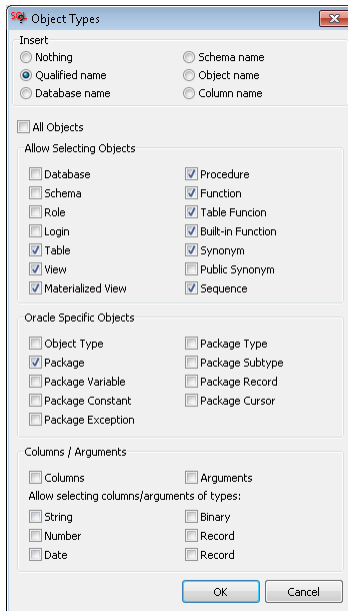 Object Types
Insert
Nothing Schema name
Qualified name Object name
Database name Column name
All Objects
Allow Selecting Objects
Database Procedure
Schema Function
Role Table Funcion
Login Built-in Function
Table Synonym
View Public Synonym
Materialized View Sequence
Oracle Specific Objects
Object Type Package Type
Package Package Subtype
Package Variable Package Record
Package Constant Package Cursor
Package Exception
Columns / Arguments
Columns Arguments
Allow selecting columns/arguments of types:
String Binary
Number Record
Date Record
OK Cancel